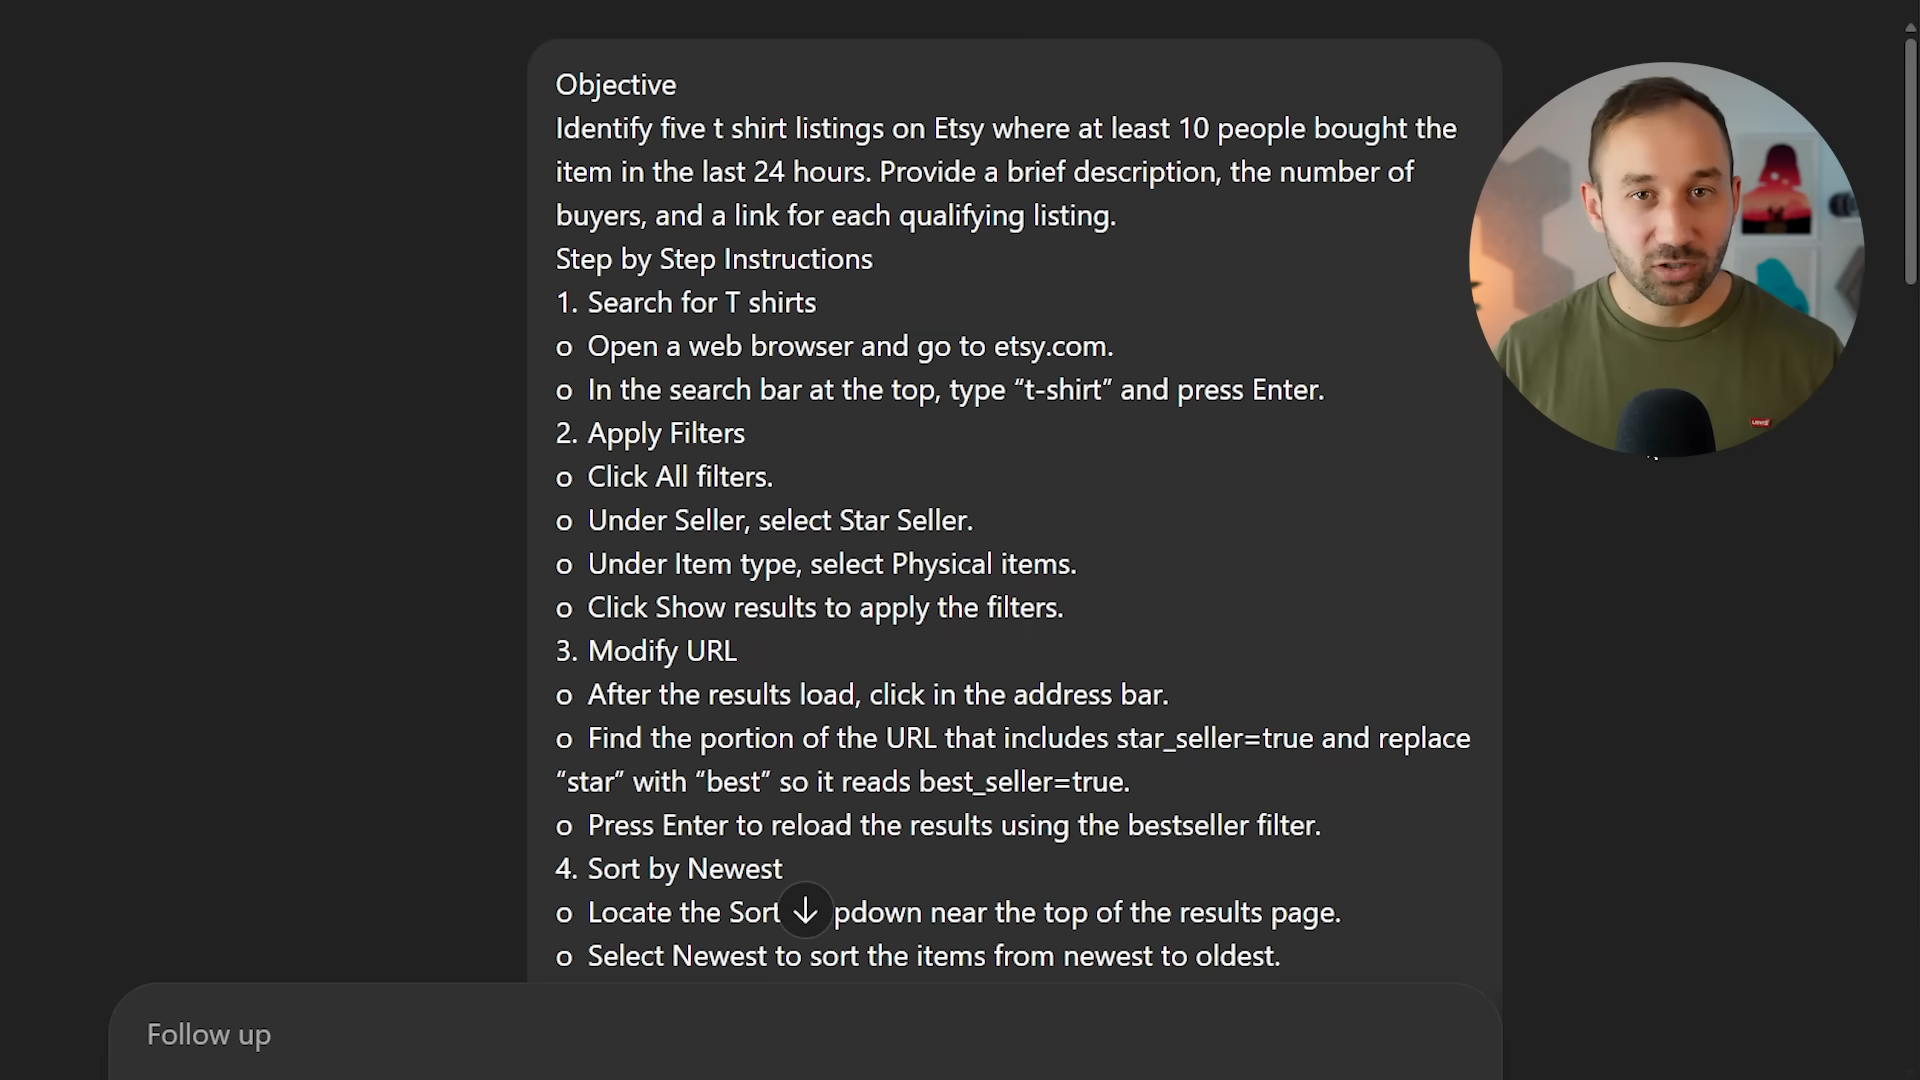 Objective
Identify five t shirt listings on Etsy where at least 10 people bought the
item in the last 24 hours. Provide a brief description, the number of
buyers, and a link for each qualifying listing.
Step by Step Instructions
1. Search for T shirts
o Open a web browser and go to etsy.com.
o In the search bar at the top, type “t-shirt” and press Enter.
2. Apply Filters
o Click All filters.
o Under Seller, select Star Seller.
o Under Item type, select Physical items.
o Click Show results to apply the filters.
3. Modify URL
o After the results load, click in the address bar.
o Find the portion of the URL that includes star_seller=true and replace
“star” with “best” so it reads best_seller=true.
o Press Enter to reload the results using the bestseller filter.
4. Sort by Newest
o Locate the Sort pdown near the top of the results page.
o Select Newest to sort the items from newest to oldest.
Follow up